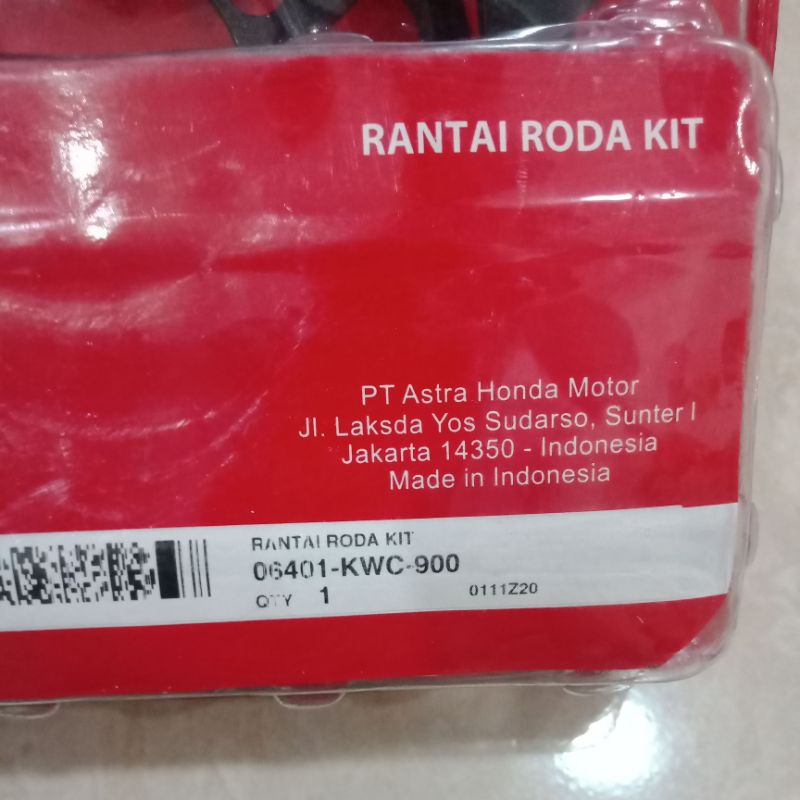 RANTAI RODA KIT
PT Astra Honda Motor
Jl. Laksda Yos Sudarso, Sunter I
Jakarta 14350 - Indonesia
Made in Indonesia
RANTAI RODA KIT
06401-KWC-900
QTY 1
0111Z20